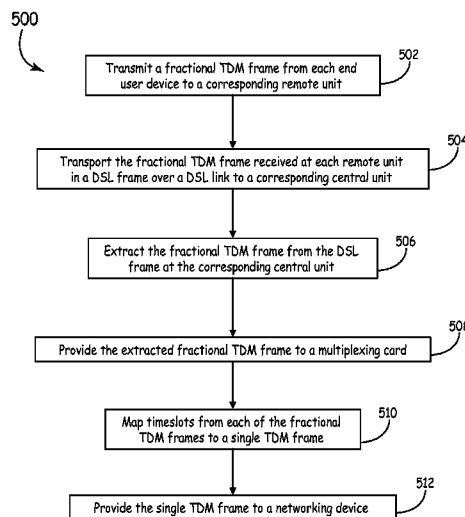 500
502
Transmit a fractional TDM frame from each end
user device to a corresponding remote unit
504
Transport the fractional TDM frame received at each remote unit
in a DSL frame over a DSL link to a corresponding central unit
506
Extract the fractional TDM frame from the DSL
frame at the corresponding central unit
508
Provide the extracted fractional TDM frame to a multiplexing card
510
Map timeslots from each of the fractional
TDM frames to a single TDM frame
512
Provide the single TDM frame to a networking device